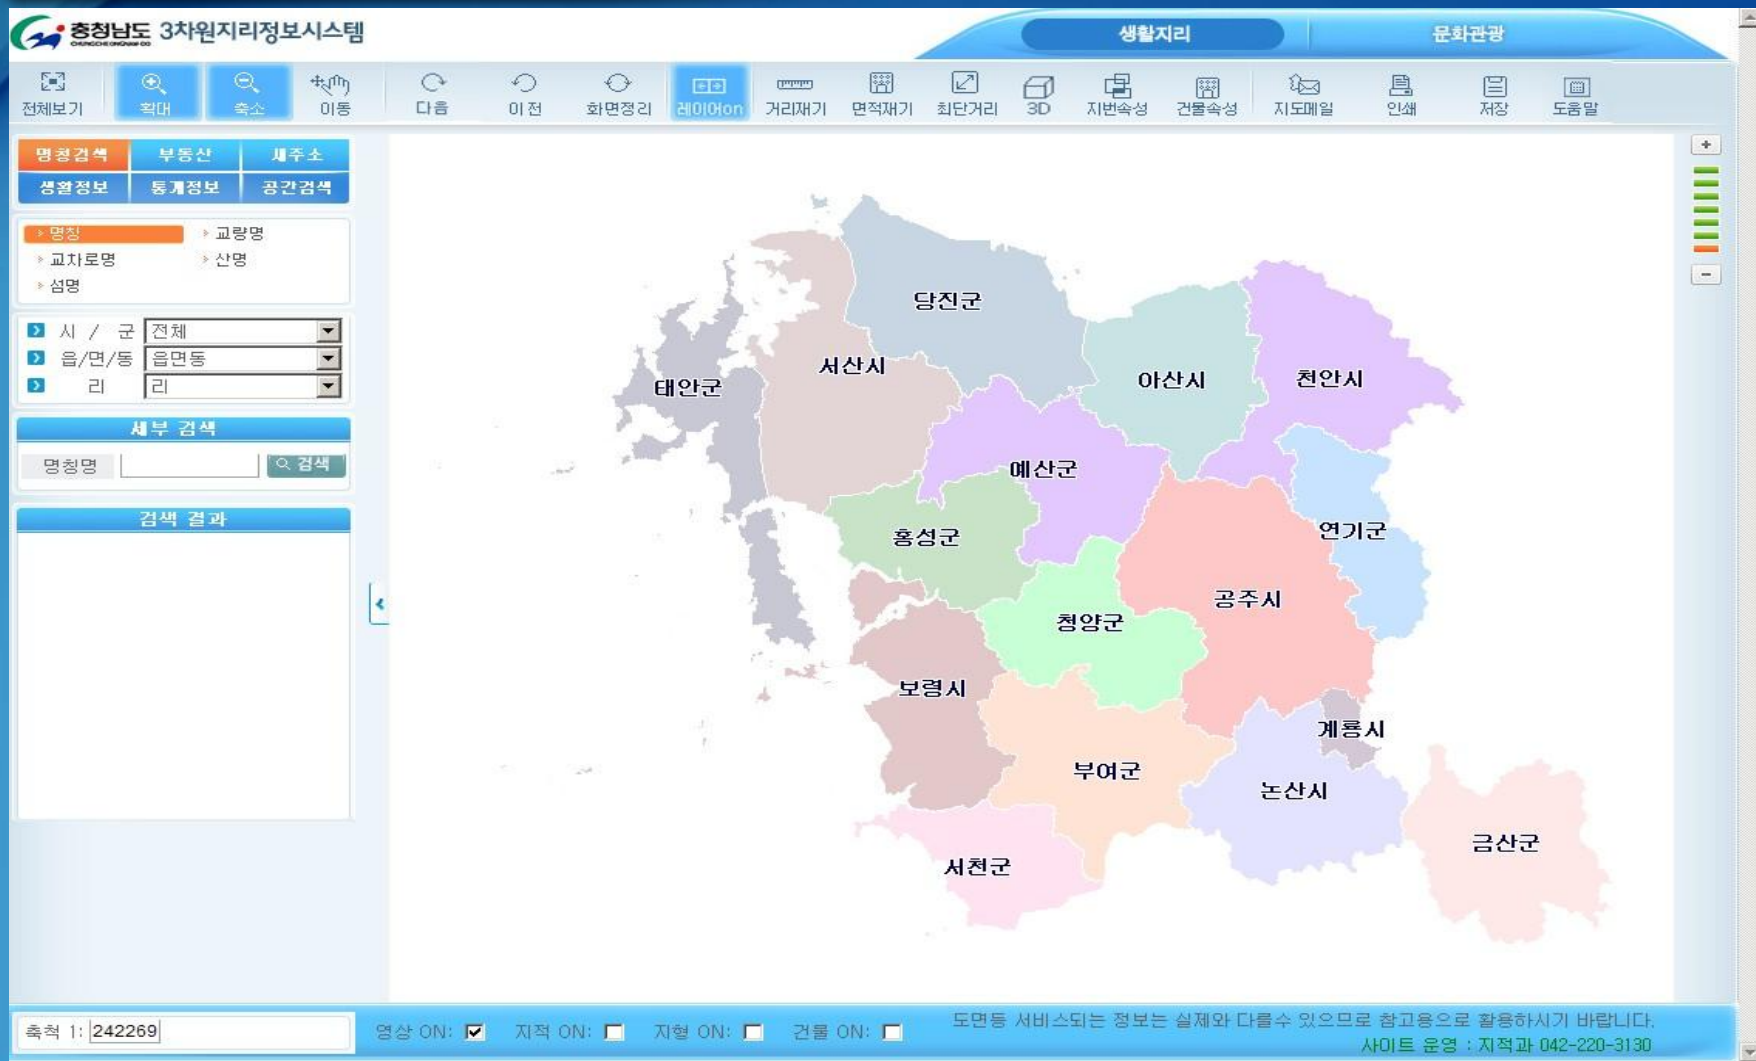 충청남도 3차원지리정보시스템
CHUNGCHEONGNAM-DO
생활지리 문화관광
전체보기 확대 축소 이동 다음 이전 화면정리 레이어on 거리재기 면적재기 최단거리 3D 지번속성 건물속성 지도메일 인쇄 저장 도움말
명칭검색 부동산 새주소
생활정보 통계정보 공간검색
명칭 교량명
교차로명 산명
섬명
시 / 군 전체
읍/면/동 읍면동
리 리
세부 검색
명칭명 검색
검색 결과
당진군
서산시
태안군
아산시
천안시
예산군
홍성군
연기군
공주시
청양군
보령시
계룡시
부여군
논산시
금산군
서천군
축척 1: 242269
영상 ON: 지적 ON: 지형 ON: 건물 ON:
도면등 서비스되는 정보는 실제와 다를수 있으므로 참고용으로 활용하시기 바랍니다.
사이트 운영 : 지적과 042-220-3130